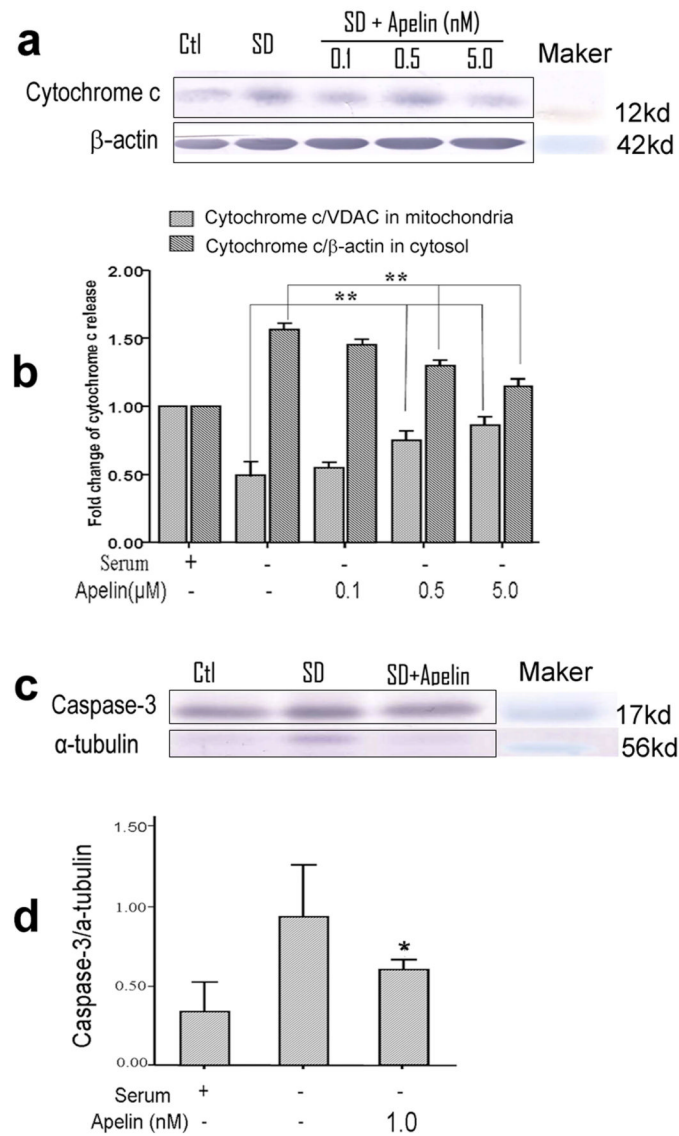 a
Ctl SD SD + Apelin (nM) Maker
0.1 0.5 5.0
Cytochrome c 12kd
β-actin 42kd
b
Cytochrome c/VDAC in mitochondria
Cytochrome c/β-actin in cytosol
Fold change of cytochrome c release
2.00
1.50
1.00
0.50
0.00
** **
Serum + - - - -
Apelin(μM) - - 0.1 0.5 5.0
c
Ctl SD SD+Apelin Maker
Caspase-3 17kd
α-tubulin 56kd
d
Caspase-3/a-tubulin
1.50
1.00
0.50
0.00
*
Serum + - -
Apelin (nM) - - 1.0